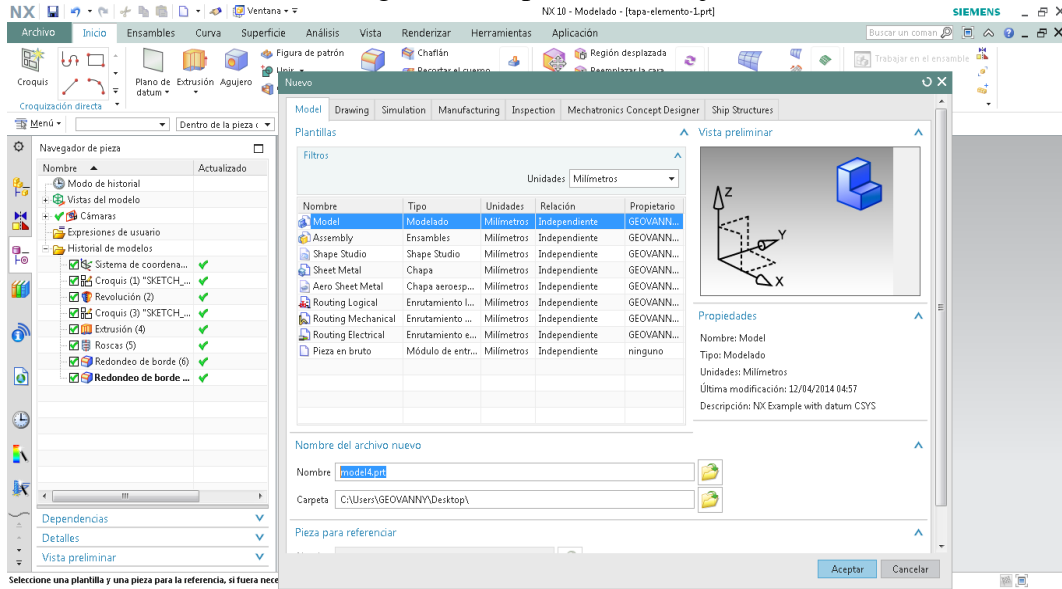 NX
Ventana
NX 10 - Modelado - [tapa-elemento-1.prt]
SIEMENS
Archivo Inicio Ensambles Curva Superficie Análisis Vista Renderizar Herramientas Aplicación
Buscar un coman
Croquis
Croquización directa
Plano de datum
Extrusión
Agujero
Figura de patrón
Unir
Chaflán
Recortar el cuerpo
Región desplazada
Reemplazar la cara
Trabajar en el ensamble
Menú
Dentro de la pieza
Navegador de pieza
Nombre Actualizado
Modo de historial
Vistas del modelo
Cámaras
Expresiones de usuario
Historial de modelos
Sistema de coordena...
Croquis (1) "SKETCH_...
Revolución (2)
Croquis (3) "SKETCH_...
Extrusión (4)
Roscas (5)
Redondeo de borde (6)
Redondeo de borde ...
Dependencias
Detalles
Vista preliminar
Seleccione una plantilla y una pieza para la referencia, si fuera nece
Nuevo
Model Drawing Simulation Manufacturing Inspection Mechatronics Concept Designer Ship Structures
Plantillas
Filtros
Unidades Milímetros
Nombre Tipo Unidades Relación Propietario
Model Modelado Milímetros Independiente GEOVANN...
Assembly Ensambles Milímetros Independiente GEOVANN...
Shape Studio Shape Studio Milímetros Independiente GEOVANN...
Sheet Metal Chapa Milímetros Independiente GEOVANN...
Aero Sheet Metal Chapa aeroesp... Milímetros Independiente GEOVANN...
Routing Logical Enrutamiento l... Milímetros Independiente GEOVANN...
Routing Mechanical Enrutamiento ... Milímetros Independiente GEOVANN...
Routing Electrical Enrutamiento e... Milímetros Independiente GEOVANN...
Pieza en bruto Módulo de entr... Milímetros Independiente ninguno
Vista preliminar
Z
Y
X
Propiedades
Nombre: Model
Tipo: Modelado
Unidades: Milímetros
Última modificación: 12/04/2014 04:57
Descripción: NX Example with datum CSYS
Nombre del archivo nuevo
Nombre model4.prt
Carpeta C:\Users\GEOVANNY\Desktop\
Pieza para referenciar
Aceptar Cancelar